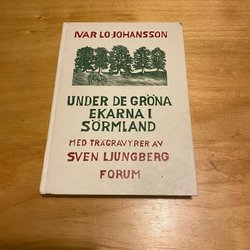 IVAR LO-JOHANSSON
UNDER DE GRÖNA
EKARNA I
SÖRMLAND
MED TRÄGRAVYRER AV
SVEN LJUNGBERG
FORUM